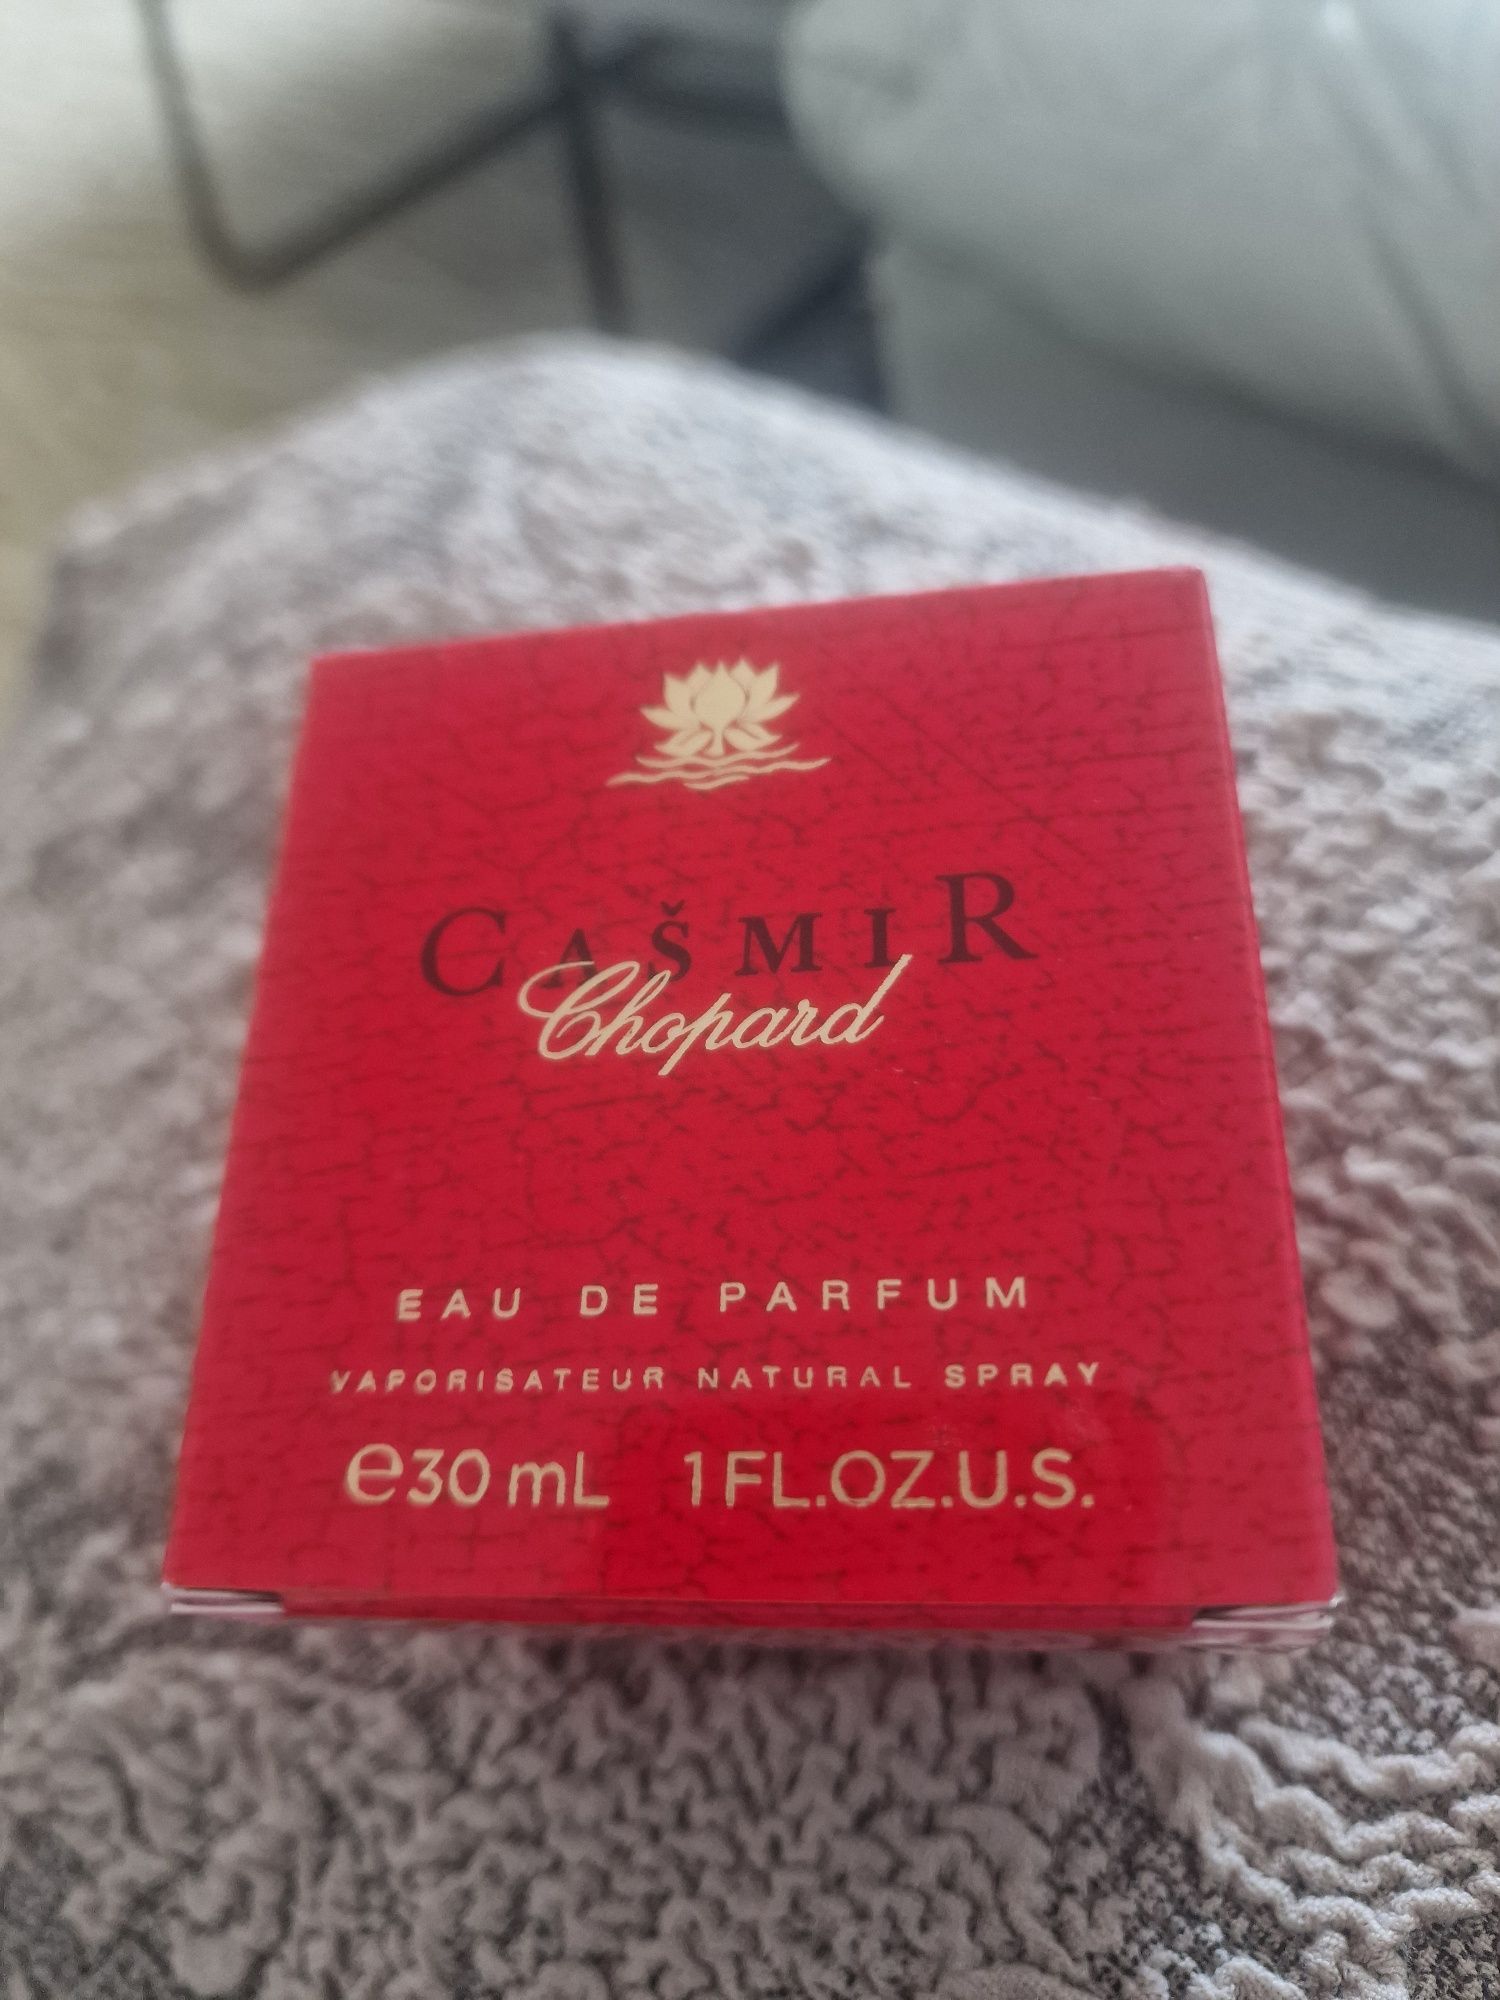 CAŠMIR
Chopard
EAU DE PARFUM
VAPORISATEUR NATURAL SPRAY
℮30 mL 1 FL.OZ.U.S.